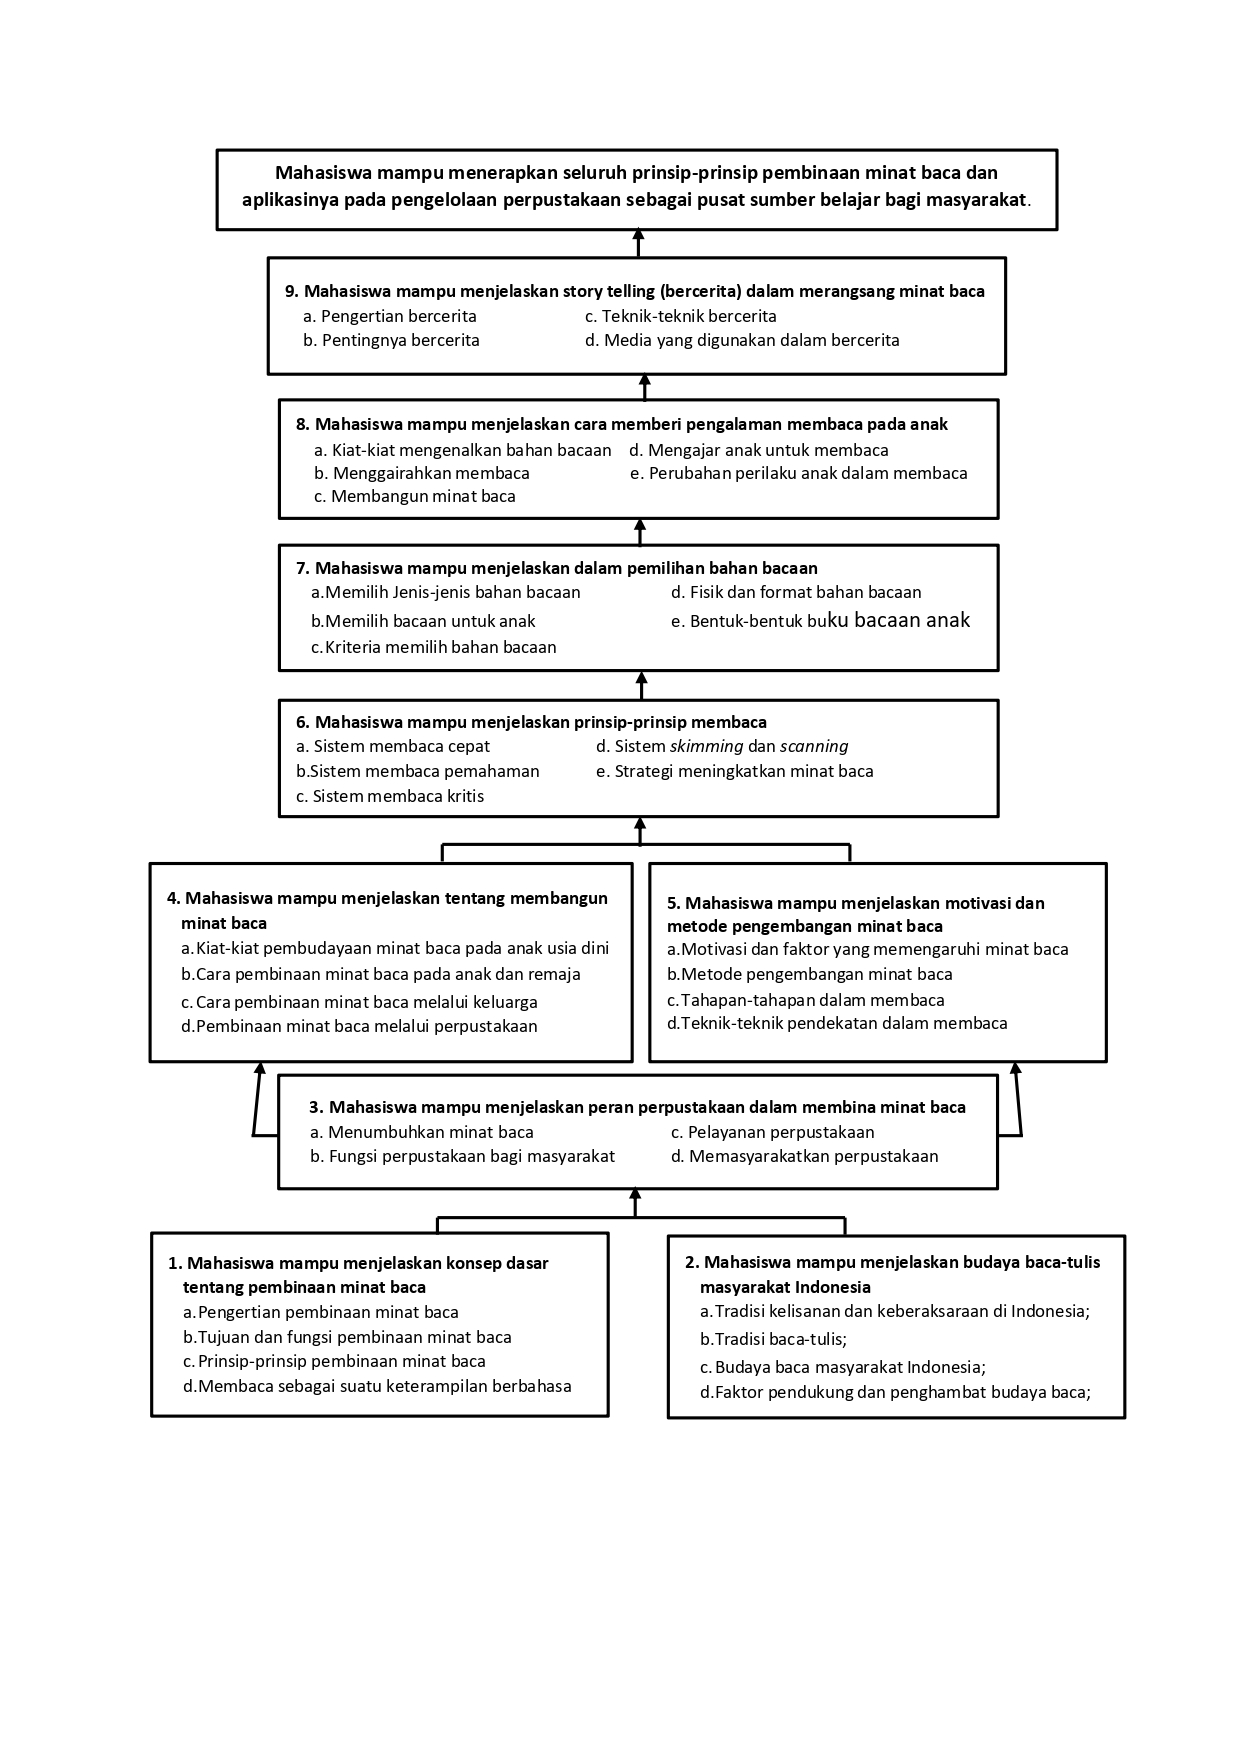 Mahasiswa mampu menerapkan seluruh prinsip-prinsip pembinaan minat baca dan
aplikasinya pada pengelolaan perpustakaan sebagai pusat sumber belajar bagi masyarakat.
9. Mahasiswa mampu menjelaskan story telling (bercerita) dalam merangsang minat baca
a. Pengertian bercerita c. Teknik-teknik bercerita
b. Pentingnya bercerita d. Media yang digunakan dalam bercerita
8. Mahasiswa mampu menjelaskan cara memberi pengalaman membaca pada anak
a. Kiat-kiat mengenalkan bahan bacaan d. Mengajar anak untuk membaca
b. Menggairahkan membaca e. Perubahan perilaku anak dalam membaca
c. Membangun minat baca
7. Mahasiswa mampu menjelaskan dalam pemilihan bahan bacaan
a.Memilih Jenis-jenis bahan bacaan d. Fisik dan format bahan bacaan
b.Memilih bacaan untuk anak e. Bentuk-bentuk buku bacaan anak
c.Kriteria memilih bahan bacaan
6. Mahasiswa mampu menjelaskan prinsip-prinsip membaca
a. Sistem membaca cepat d. Sistem skimming dan scanning
b.Sistem membaca pemahaman e. Strategi meningkatkan minat baca
c. Sistem membaca kritis
4. Mahasiswa mampu menjelaskan tentang membangun
minat baca
a.Kiat-kiat pembudayaan minat baca pada anak usia dini
b.Cara pembinaan minat baca pada anak dan remaja
c. Cara pembinaan minat baca melalui keluarga
d.Pembinaan minat baca melalui perpustakaan
5. Mahasiswa mampu menjelaskan motivasi dan
metode pengembangan minat baca
a.Motivasi dan faktor yang memengaruhi minat baca
b.Metode pengembangan minat baca
c.Tahapan-tahapan dalam membaca
d.Teknik-teknik pendekatan dalam membaca
3. Mahasiswa mampu menjelaskan peran perpustakaan dalam membina minat baca
a. Menumbuhkan minat baca c. Pelayanan perpustakaan
b. Fungsi perpustakaan bagi masyarakat d. Memasyarakatkan perpustakaan
1. Mahasiswa mampu menjelaskan konsep dasar
tentang pembinaan minat baca
a.Pengertian pembinaan minat baca
b.Tujuan dan fungsi pembinaan minat baca
c. Prinsip-prinsip pembinaan minat baca
d.Membaca sebagai suatu keterampilan berbahasa
2. Mahasiswa mampu menjelaskan budaya baca-tulis
masyarakat Indonesia
a.Tradisi kelisanan dan keberaksaraan di Indonesia;
b.Tradisi baca-tulis;
c. Budaya baca masyarakat Indonesia;
d.Faktor pendukung dan penghambat budaya baca;